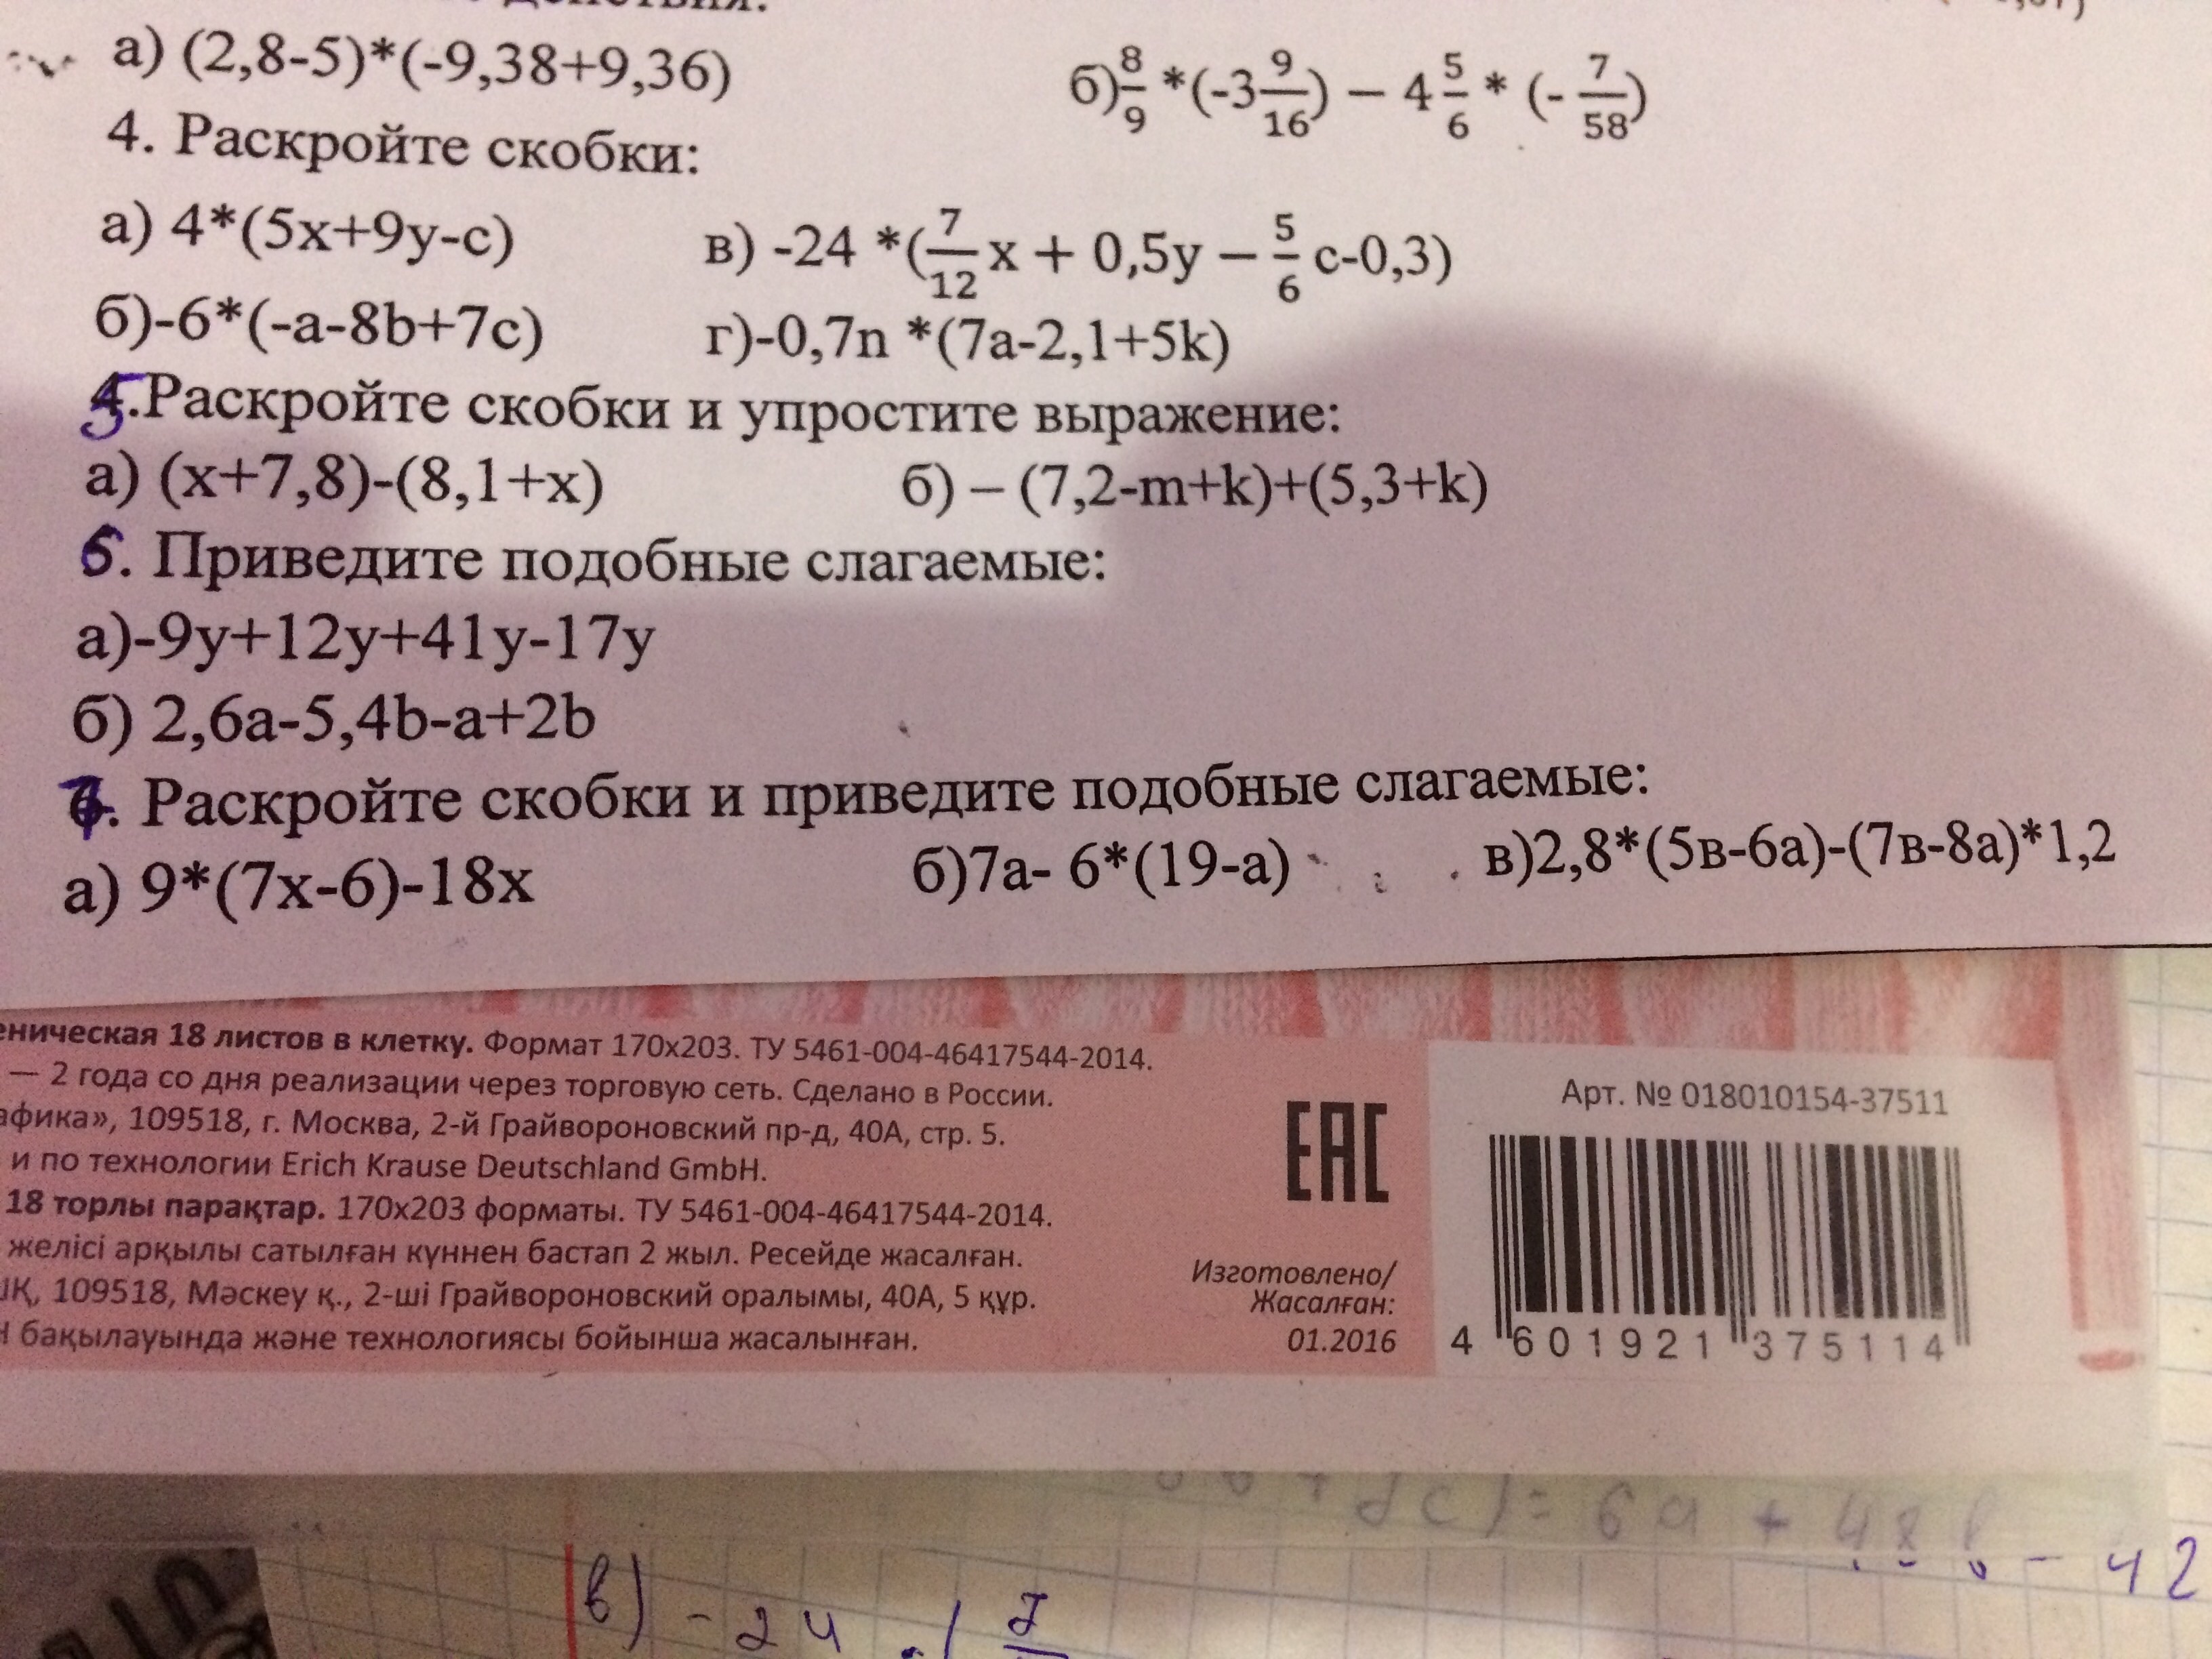 действия:
а) (2,8-5)*(-9,38+9,36) б) 8/9 *(-3 9/16) – 4 5/6 * (- 7/58)
4. Раскройте скобки:
а) 4*(5x+9y-c) в) -24 *(7/12 x + 0,5y – 5/6 c-0,3)
б)-6*(-a-8b+7c) г)-0,7n *(7a-2,1+5k)
5.Раскройте скобки и упростите выражение:
а) (x+7,8)-(8,1+x) б) – (7,2-m+k)+(5,3+k)
6. Приведите подобные слагаемые:
а)-9y+12y+41y-17y
б) 2,6a-5,4b-a+2b
7. Раскройте скобки и приведите подобные слагаемые:
а) 9*(7x-6)-18x б)7a- 6*(19-a) в)2,8*(5в-6a)-(7в-8a)*1,2
18 листов в клетку. Формат 170x203. ТУ 5461-004-46417544-2014.
— 2 года со дня реализации через торговую сеть. Сделано в России.
109518, г. Москва, 2-й Грайвороновский пр-д, 40А, стр. 5.
и по технологии Erich Krause Deutschland GmbH.
18 торлы парақтар. 170x203 форматы. ТУ 5461-004-46417544-2014.
желісі арқылы сатылған күннен бастап 2 жыл. Ресейде жасалған.
109518, Мәскеу қ., 2-ші Грайвороновский оралымы, 40А, 5 құр.
бақылауында және технологиясы бойынша жасалынған.
EAC
Изготовлено/
Жасалған:
01.2016
Арт. № 018010154-37511
4 601921 375114
c) = 6a + 48b - 42
в) -24 · ( 7